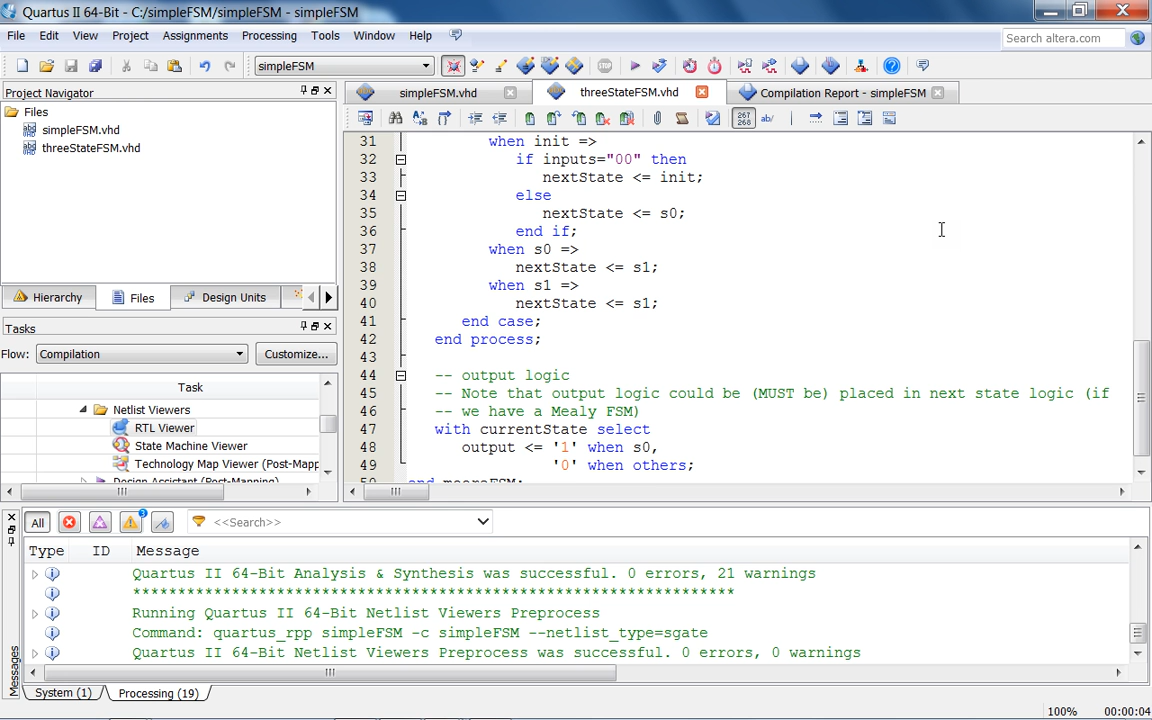 Quartus II 64-Bit - C:/simpleFSM/simpleFSM - simpleFSM
File Edit View Project Assignments Processing Tools Window Help
Search altera.com
simpleFSM
Project Navigator
Files
simpleFSM.vhd
threeStateFSM.vhd
Hierarchy Files Design Units
Tasks
Flow: Compilation Customize...
Task
Netlist Viewers
RTL Viewer
State Machine Viewer
Technology Map Viewer (Post-Mapp
simpleFSM.vhd threeStateFSM.vhd Compilation Report - simpleFSM
267
268
ab/
31 when init =>
32 if inputs="00" then
33 nextState <= init;
34 else
35 nextState <= s0;
36 end if;
37 when s0 =>
38 nextState <= s1;
39 when s1 =>
40 nextState <= s1;
41 end case;
42 end process;
43
44 -- output logic
45 -- Note that output logic could be (MUST be) placed in next state logic (if
46 -- we have a Mealy FSM)
47 with currentState select
48 output <= '1' when s0,
49 '0' when others;
All 3 <<Search>>
Type ID Message
Quartus II 64-Bit Analysis & Synthesis was successful. 0 errors, 21 warnings
*******************************************************************
Running Quartus II 64-Bit Netlist Viewers Preprocess
Command: quartus_rpp simpleFSM -c simpleFSM --netlist_type=sgate
Quartus II 64-Bit Netlist Viewers Preprocess was successful. 0 errors, 0 warnings
Messages
System (1) Processing (19)
100% 00:00:04